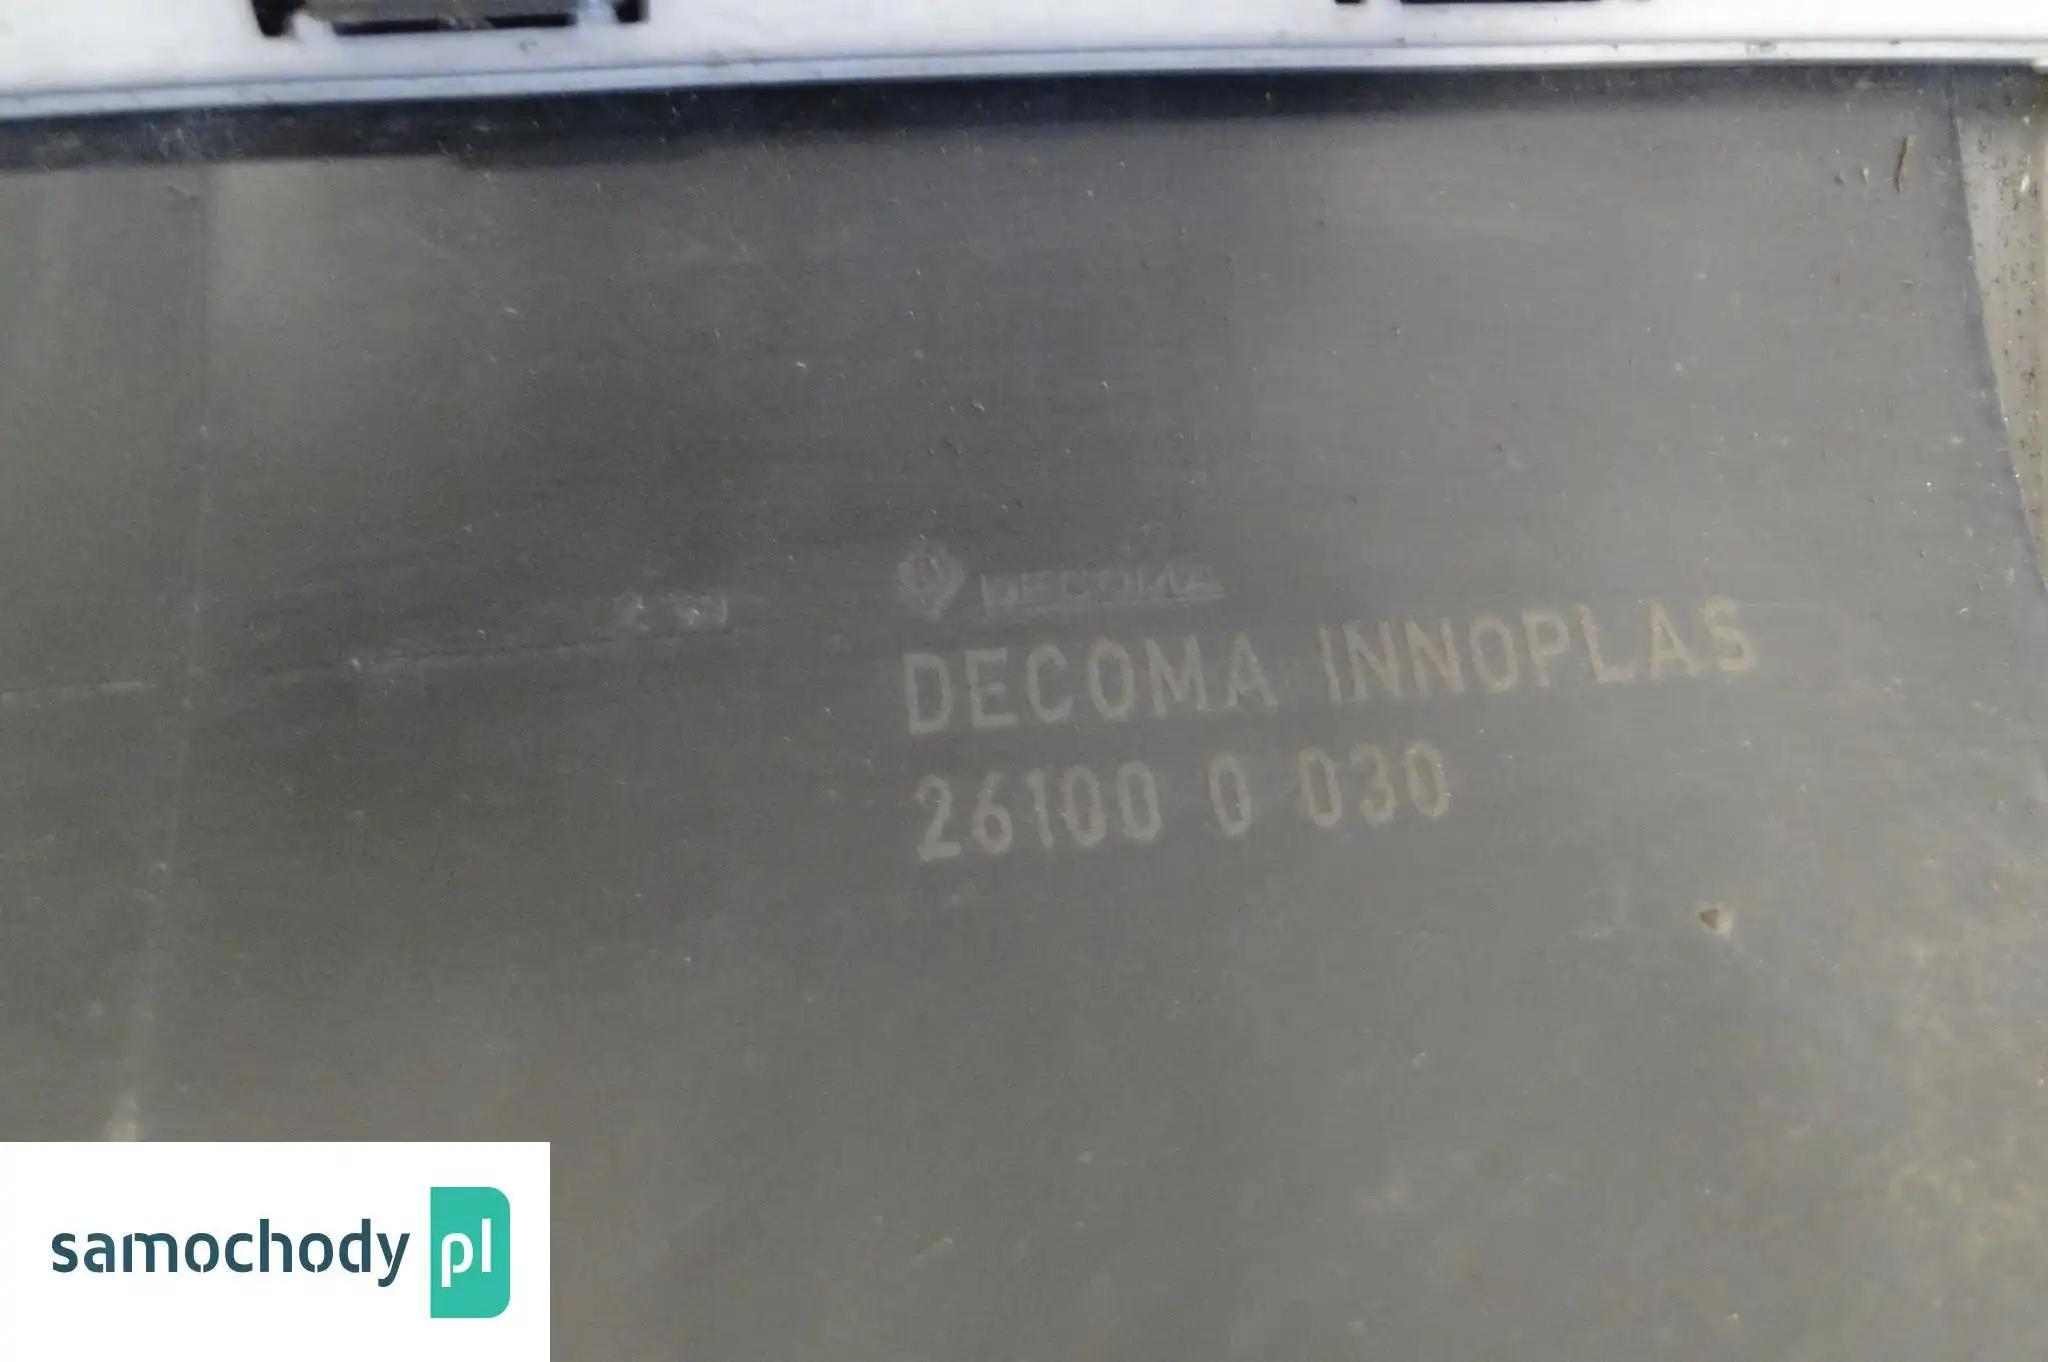 DECOMA
DECOMA INNOPLAS
26100 0 030
samochody pl